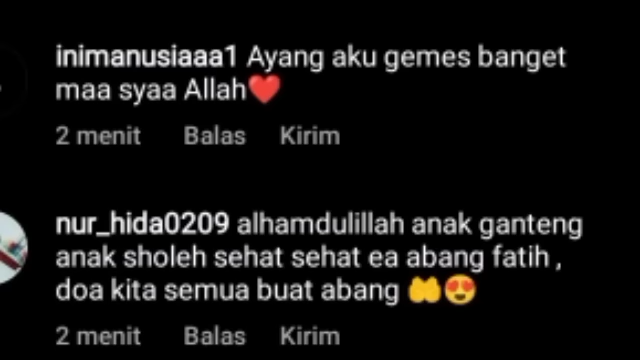 inimanusiaaa1 Ayang aku gemes banget
maa syaa Allah❤️
2 menit Balas Kirim
nur_hida0209 alhamdulillah anak ganteng
anak sholeh sehat sehat ea abang fatih ,
doa kita semua buat abang 🤲😍
2 menit Balas Kirim